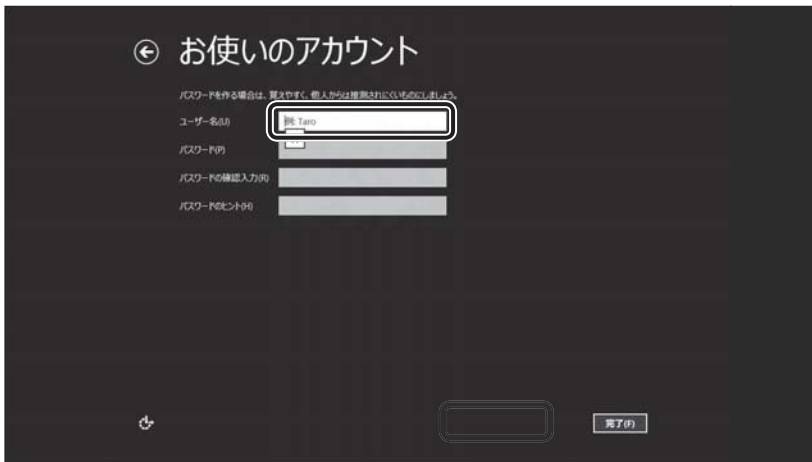 お使いのアカウント
パスワードを作る場合は、覚えやすく、他人からは推測されにくいものにしましょう。
ユーザー名(U)
例: Taro
パスワード(P)
パスワードの確認入力(R)
パスワードのヒント(H)
完了(F)